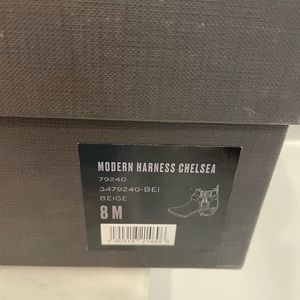 MODERN HARNESS CHELSEA
79240
3479240-BEI
BEIGE
8 M